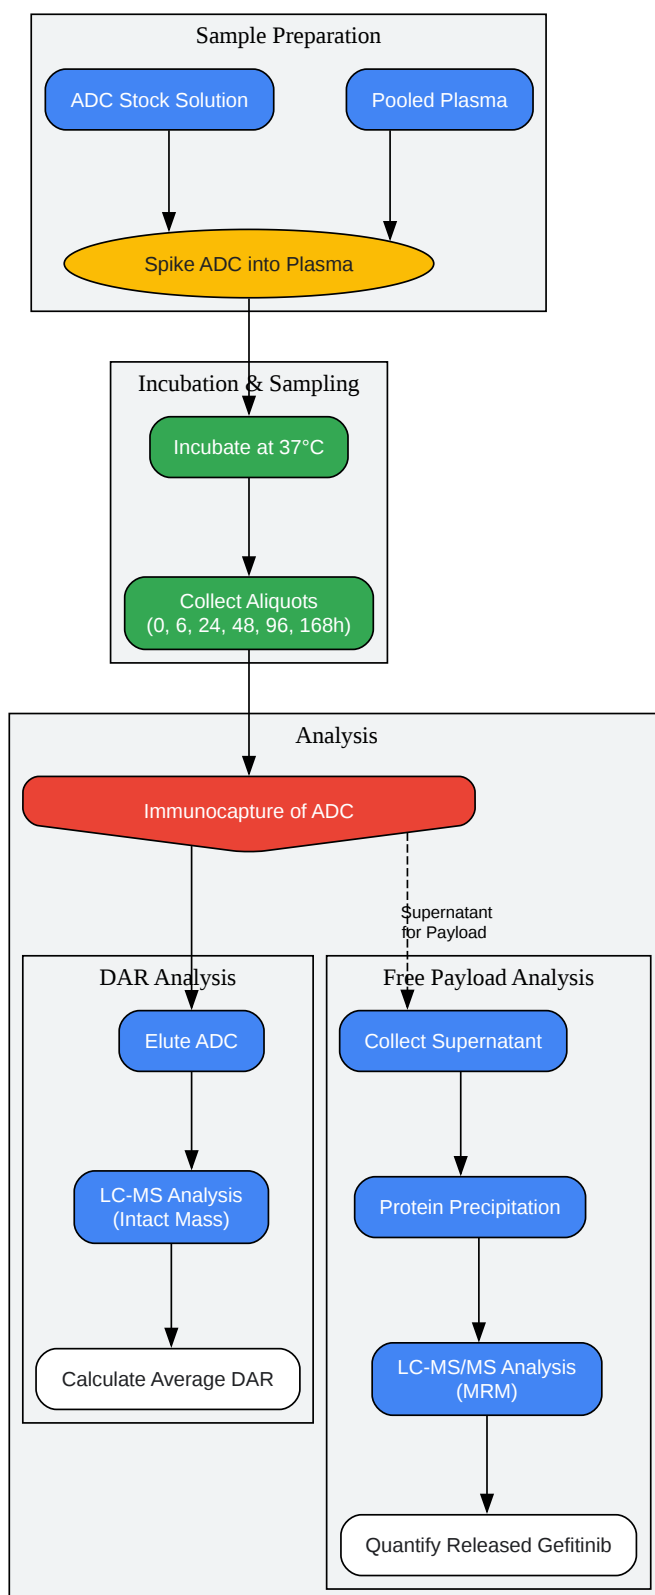 Sample Preparation
ADC Stock Solution
Pooled Plasma
Spike ADC into Plasma
Incubation & Sampling
Incubate at 37°C
Collect Aliquots
(0, 6, 24, 48, 96, 168h)
Analysis
Immunocapture of ADC
Supernatant
for Payload
DAR Analysis
Elute ADC
LC-MS Analysis
(Intact Mass)
Calculate Average DAR
Free Payload Analysis
Collect Supernatant
Protein Precipitation
LC-MS/MS Analysis
(MRM)
Quantify Released Gefitinib